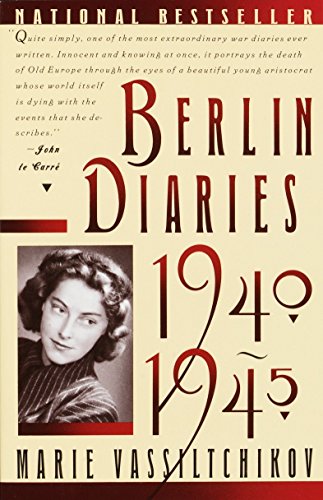 NATIONAL BESTSELLER
"Quite simply, one of the most extraordinary war diaries ever
written. Innocent and knowing at once, it portrays the death of
Old Europe through the eyes of a beautiful young aristocrat
whose world itself
is dying with the
events that she de-
scribes."
~John
le Carré
BERLIN
DIARIES
1940
~
1945
MARIE VASSILTCHIKOV